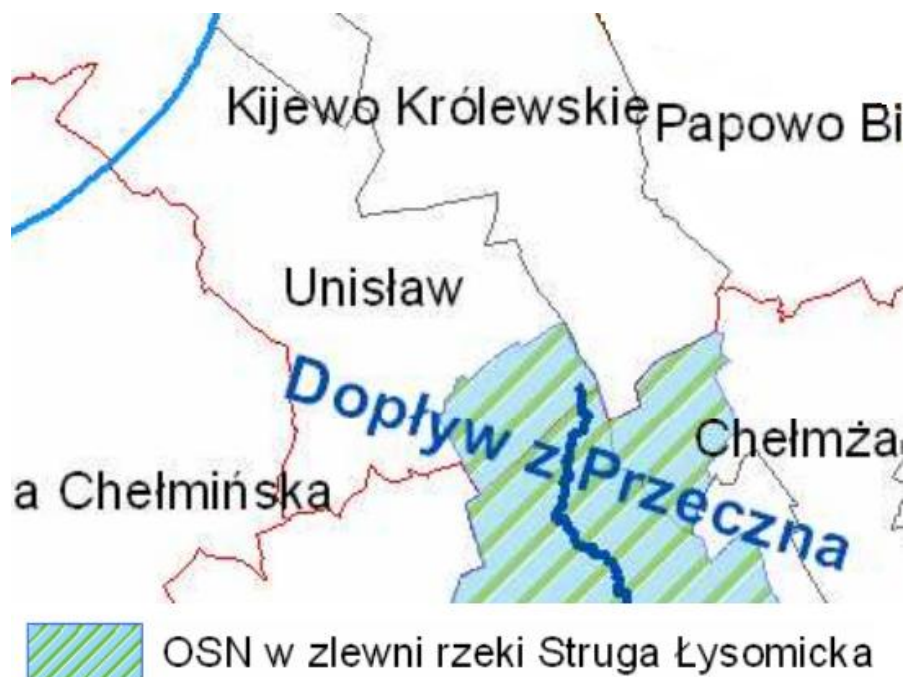 Kijewo Królewskie
Papowo Bi
Unisław
Dopływ z Przeczna
Chełmża
a Chełmińska
OSN w zlewni rzeki Struga Łysomicka